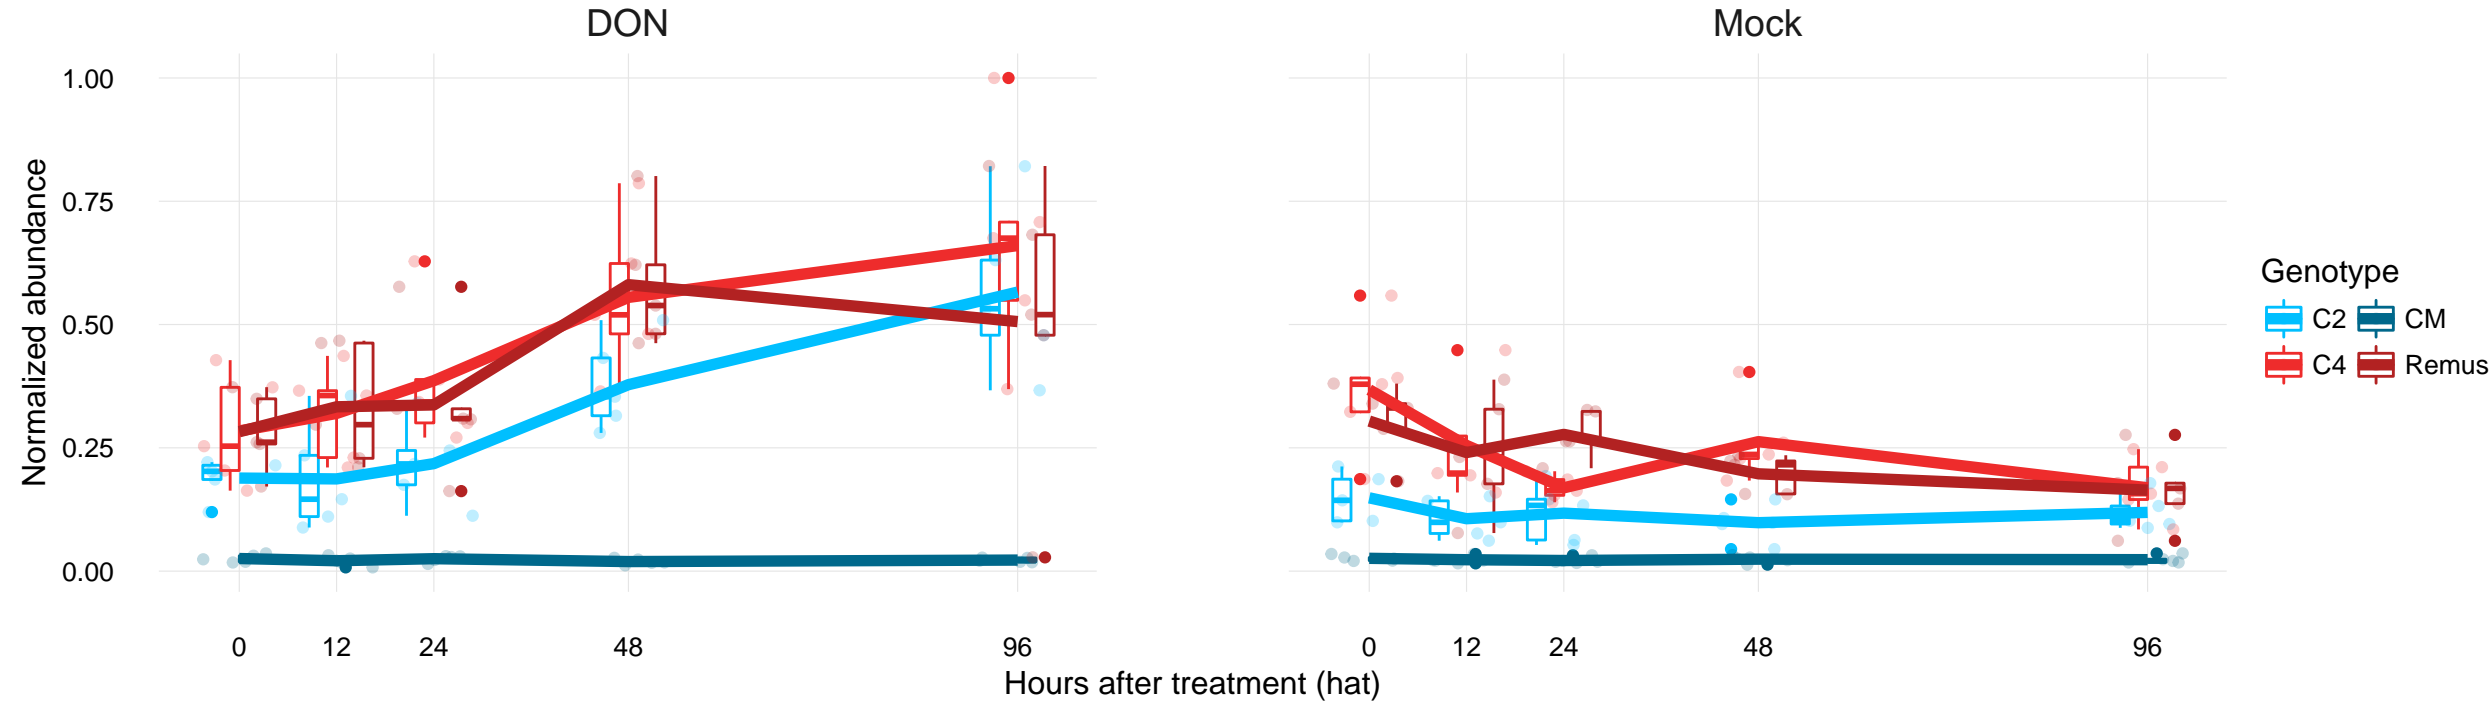 DON
Mock
Normalized abundance
1.00
0.75
0.50
0.25
0.00
0 12 24 48 96
0 12 24 48 96
Hours after treatment (hat)
Genotype
C2 CM
C4 Remus